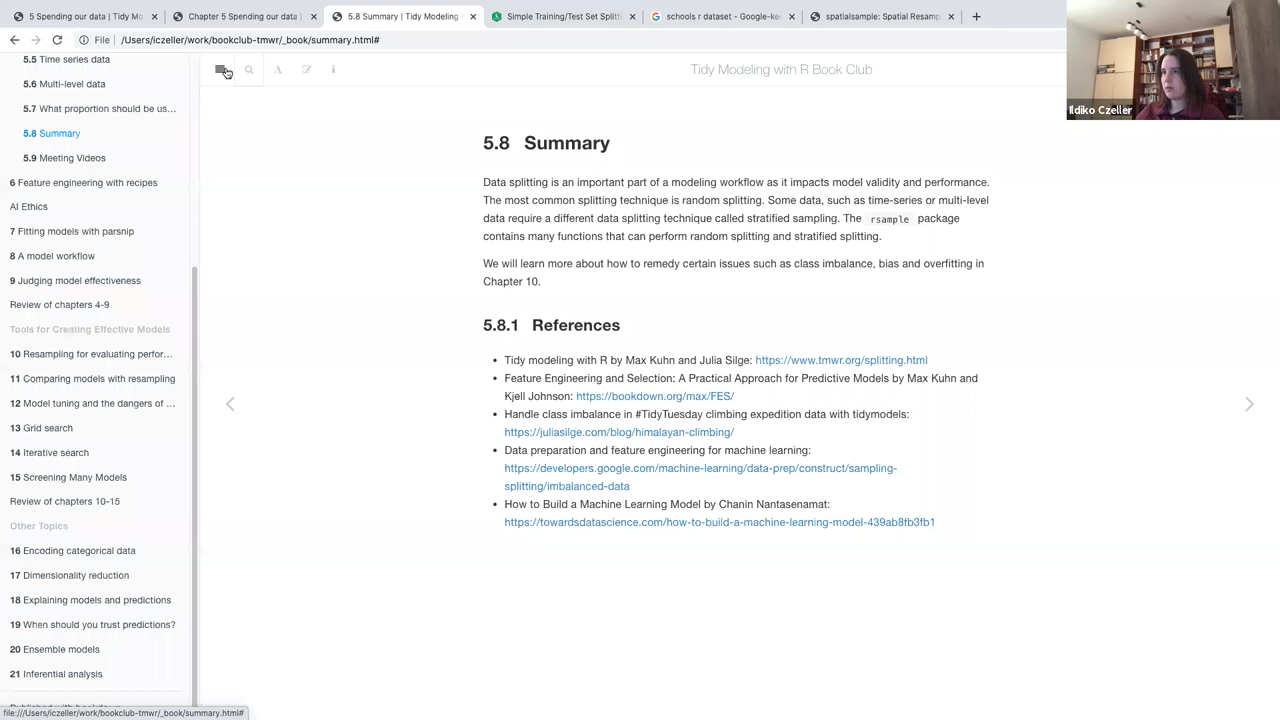 5 Spending our data | Tidy Mo
Chapter 5 Spending our data |
5.8 Summary | Tidy Modeling
Simple Training/Test Set Splitti
schools r dataset - Google-ker
spatialsample: Spatial Resamp
File /Users/iczeller/work/bookclub-tmwr/_book/summary.html#
Ildiko Czeller
Tidy Modeling with R Book Club
5.5 Time series data
5.6 Multi-level data
5.7 What proportion should be us...
5.8 Summary
5.9 Meeting Videos
6 Feature engineering with recipes
AI Ethics
7 Fitting models with parsnip
8 A model workflow
9 Judging model effectiveness
Review of chapters 4-9
Tools for Creating Effective Models
10 Resampling for evaluating perfor...
11 Comparing models with resampling
12 Model tuning and the dangers of ...
13 Grid search
14 Iterative search
15 Screening Many Models
Review of chapters 10-15
Other Topics
16 Encoding categorical data
17 Dimensionality reduction
18 Explaining models and predictions
19 When should you trust predictions?
20 Ensemble models
21 Inferential analysis
Published with bookdown
file:///Users/iczeller/work/bookclub-tmwr/_book/summary.html#
5.8 Summary
Data splitting is an important part of a modeling workflow as it impacts model validity and performance.
The most common splitting technique is random splitting. Some data, such as time-series or multi-level
data require a different data splitting technique called stratified sampling. The rsample package
contains many functions that can perform random splitting and stratified splitting.
We will learn more about how to remedy certain issues such as class imbalance, bias and overfitting in
Chapter 10.
5.8.1 References
• Tidy modeling with R by Max Kuhn and Julia Silge: https://www.tmwr.org/splitting.html
• Feature Engineering and Selection: A Practical Approach for Predictive Models by Max Kuhn and
Kjell Johnson: https://bookdown.org/max/FES/
• Handle class imbalance in #TidyTuesday climbing expedition data with tidymodels:
https://juliasilge.com/blog/himalayan-climbing/
• Data preparation and feature engineering for machine learning:
https://developers.google.com/machine-learning/data-prep/construct/sampling-
splitting/imbalanced-data
• How to Build a Machine Learning Model by Chanin Nantasenamat:
https://towardsdatascience.com/how-to-build-a-machine-learning-model-439ab8fb3fb1